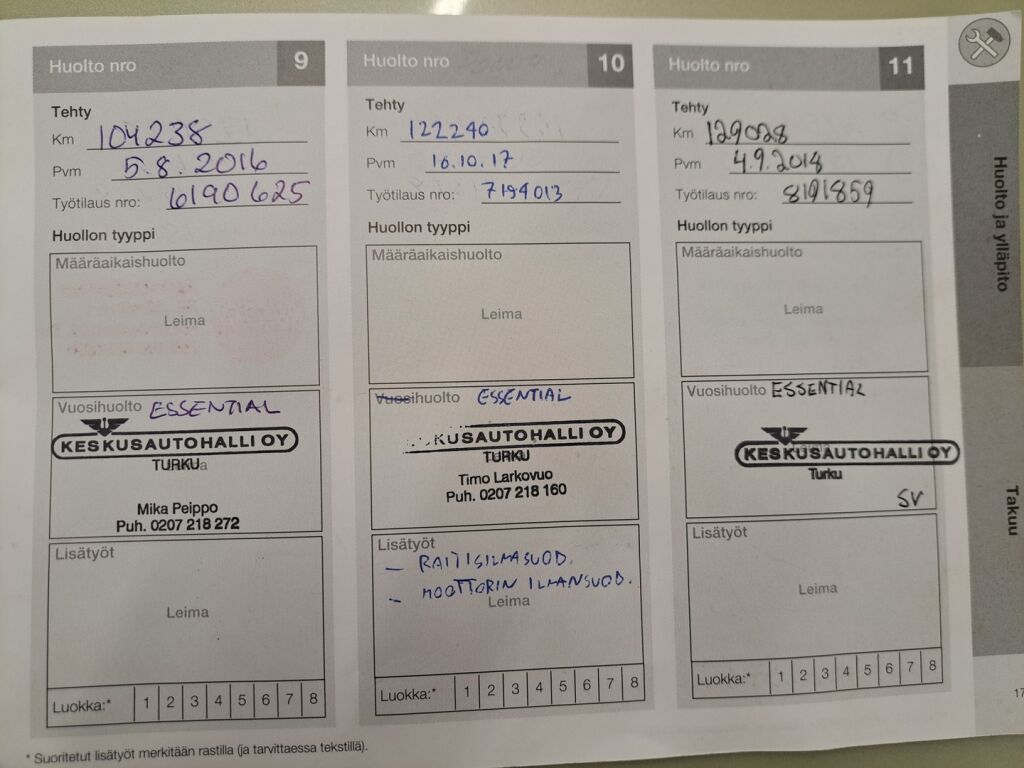 Huolto nro 9
Tehty
Km 104238
Pvm 5.8.2016
Työtilaus nro: 6190625
Huollon tyyppi
Määräaikaishuolto
Leima
Vuosihuolto ESSENTIAL
KESKUSAUTOHALLI OY
TURKU
Mika Peippo
Puh. 0207 218 272
Lisätyöt
Leima
Luokka:* 1 2 3 4 5 6 7 8
Huolto nro 10
Tehty
Km 122240
Pvm 16.10.17
Työtilaus nro: 7194013
Huollon tyyppi
Määräaikaishuolto
Leima
Vuosihuolto ESSENTIAL
KUSAUTOHALLI OY
TURKU
Timo Larkovuo
Puh. 0207 218 160
Lisätyöt
– RAITISILMASUOD.
– MOOTTORIN ILMANSUOD.
Leima
Luokka:* 1 2 3 4 5 6 7 8
Huolto nro 11
Tehty
Km 129028
Pvm 4.9.2018
Työtilaus nro: 8191859
Huollon tyyppi
Määräaikaishuolto
Leima
Vuosihuolto ESSENTIAL
KESKUSAUTOHALLI OY
Turku
SV
Lisätyöt
Leima
Luokka:* 1 2 3 4 5 6 7 8
* Suoritetut lisätyöt merkitään rastilla (ja tarvittaessa tekstillä).
Huolto ja ylläpito
Takuu